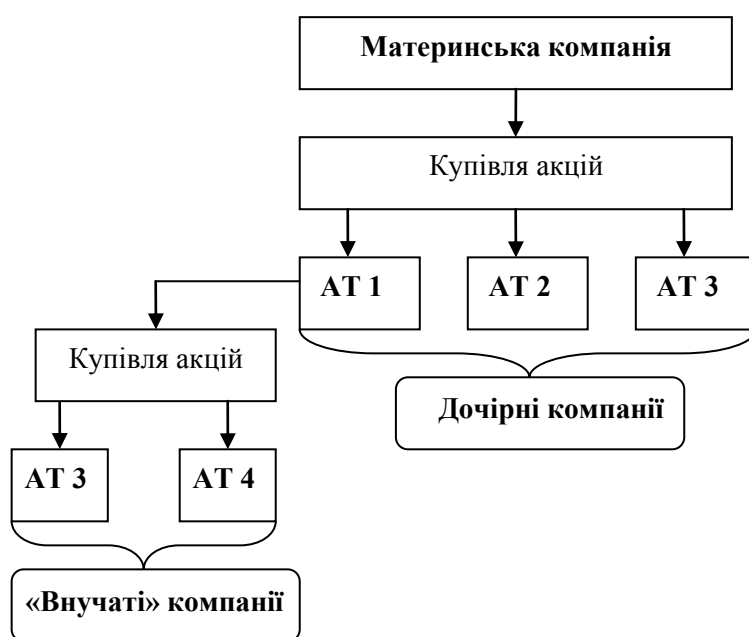 Материнська компанія
Купівля акцій
АТ 1
АТ 2
АТ 3
Купівля акцій
Дочірні компанії
АТ 3
АТ 4
«Внучаті» компанії